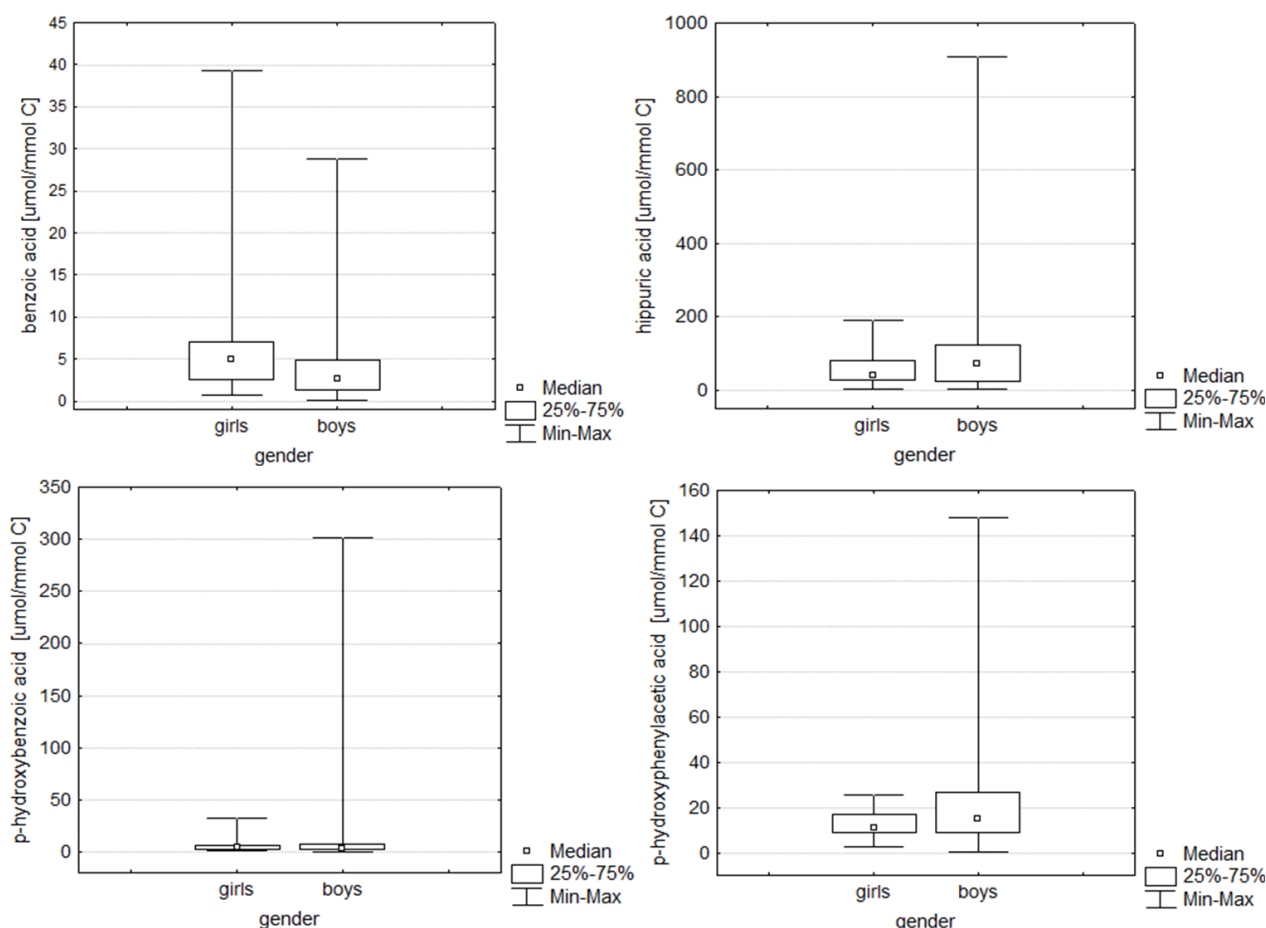 benzoic acid [umol/mmol C]
45
40
35
30
25
20
15
10
5
0
girls boys
gender
Median
25%-75%
Min-Max
hippuric acid [umol/mmol C]
1000
800
600
400
200
0
girls boys
gender
Median
25%-75%
Min-Max
p-hydroxybenzoic acid [umol/mmol C]
350
300
250
200
150
100
50
0
girls boys
gender
Median
25%-75%
Min-Max
p-hydroxyphenylacetic acid [umol/mmol C]
160
140
120
100
80
60
40
20
0
girls boys
gender
Median
25%-75%
Min-Max